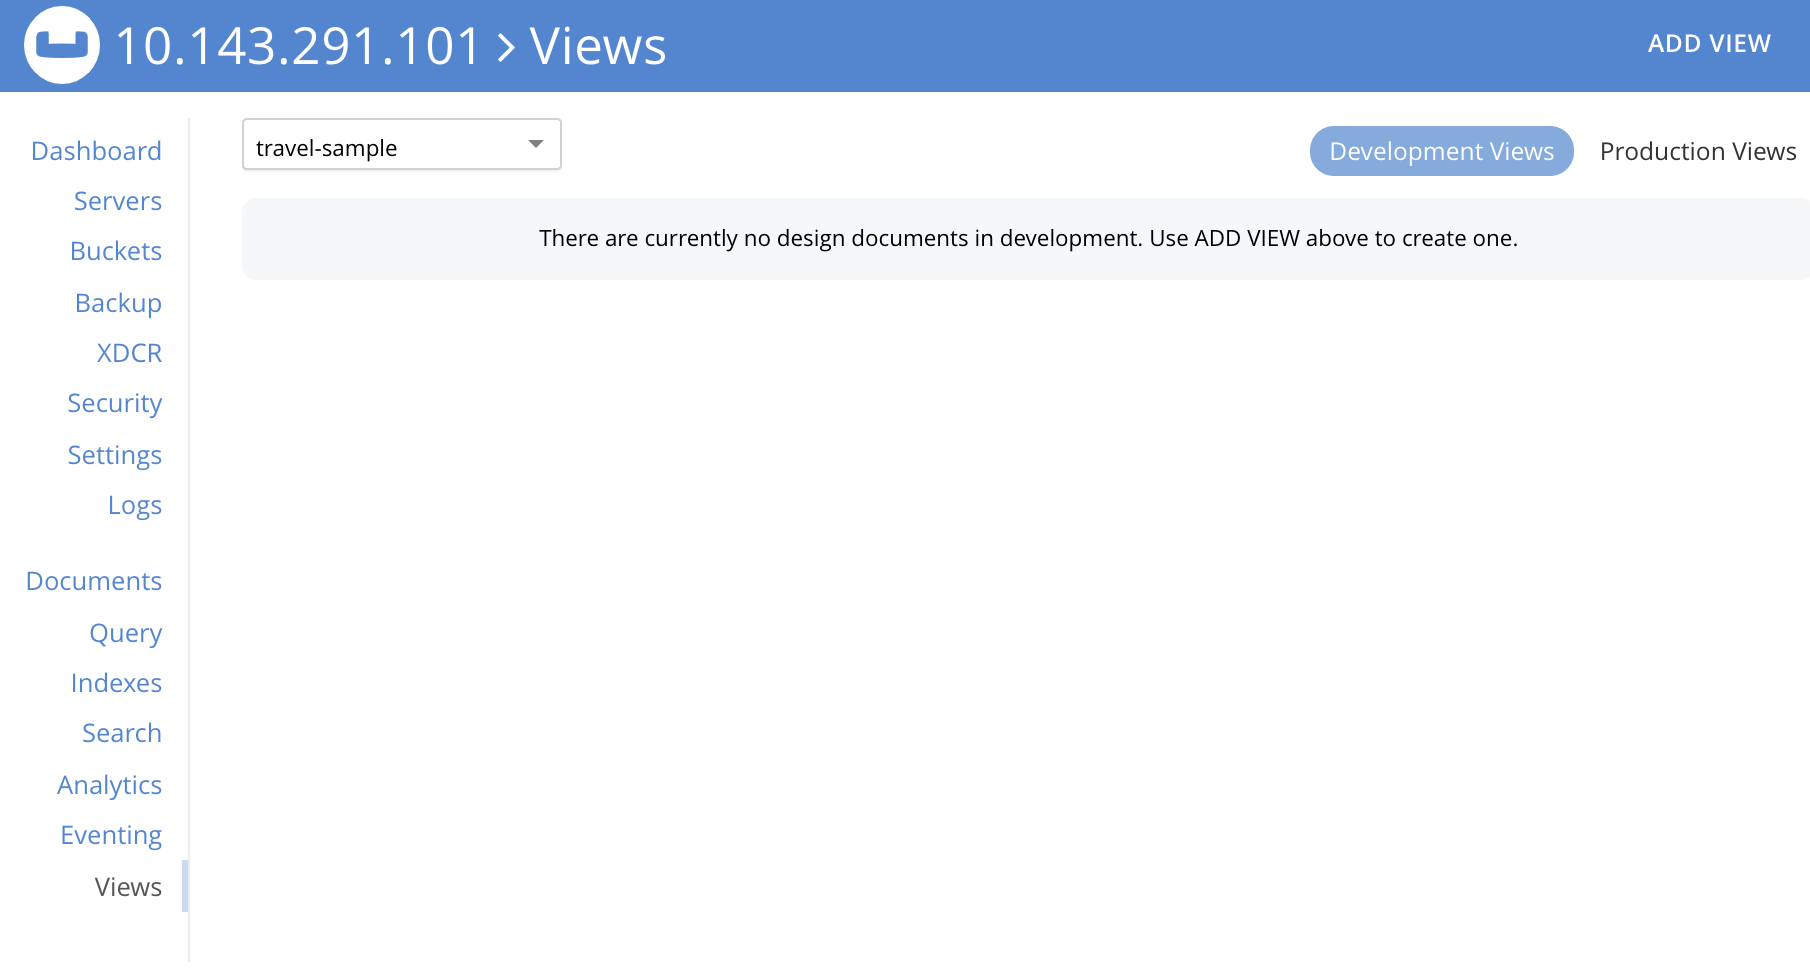 10.143.291.101 > Views
ADD VIEW
travel-sample
Development Views
Production Views
There are currently no design documents in development. Use ADD VIEW above to create one.
Dashboard
Servers
Buckets
Backup
XDCR
Security
Settings
Logs
Documents
Query
Indexes
Search
Analytics
Eventing
Views